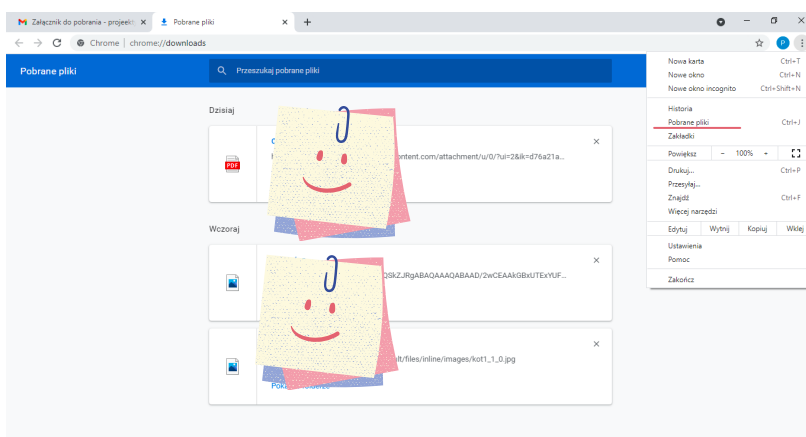 Załącznik do pobrania - projekt
Pobrane pliki
Chrome | chrome://downloads
P
Pobrane pliki
Przeszukaj pobrane pliki
Dzisiaj
PDF
ontent.com/attachment/u/0/?ui=2&ik=d76a21a...
Wczoraj
QSkZJRgABAQAAAQABAAD/2wCEAAkGBxUTExYUF...
lt/files/inline/images/kot1_1_0.jpg
Nowa karta Ctrl+T
Nowe okno Ctrl+N
Nowe okno incognito Ctrl+Shift+N
Historia
Pobrane pliki Ctrl+J
Zakładki
Powiększ - 100% +
Drukuj... Ctrl+P
Przesyłaj...
Znajdź Ctrl+F
Więcej narzędzi
Edytuj Wytnij Kopiuj Wklej
Ustawienia
Pomoc
Zakończ